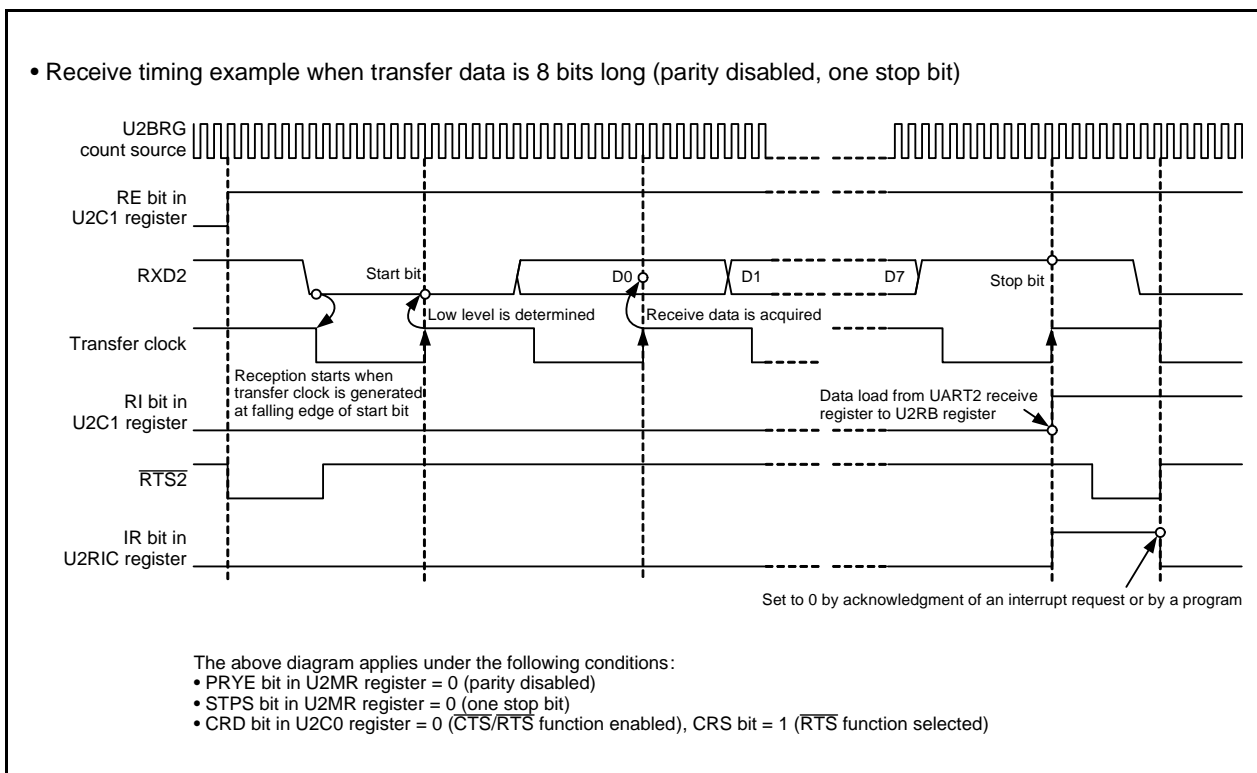 • Receive timing example when transfer data is 8 bits long (parity disabled, one stop bit)
U2BRG
count source
RE bit in
U2C1 register
RXD2
Start bit
D0
D1
D7
Stop bit
Low level is determined
Receive data is acquired
Transfer clock
Reception starts when
transfer clock is generated
at falling edge of start bit
Data load from UART2 receive
register to U2RB register
RI bit in
U2C1 register
RTS2
IR bit in
U2RIC register
Set to 0 by acknowledgment of an interrupt request or by a program
The above diagram applies under the following conditions:
• PRYE bit in U2MR register = 0 (parity disabled)
• STPS bit in U2MR register = 0 (one stop bit)
• CRD bit in U2C0 register = 0 (CTS/RTS function enabled), CRS bit = 1 (RTS function selected)